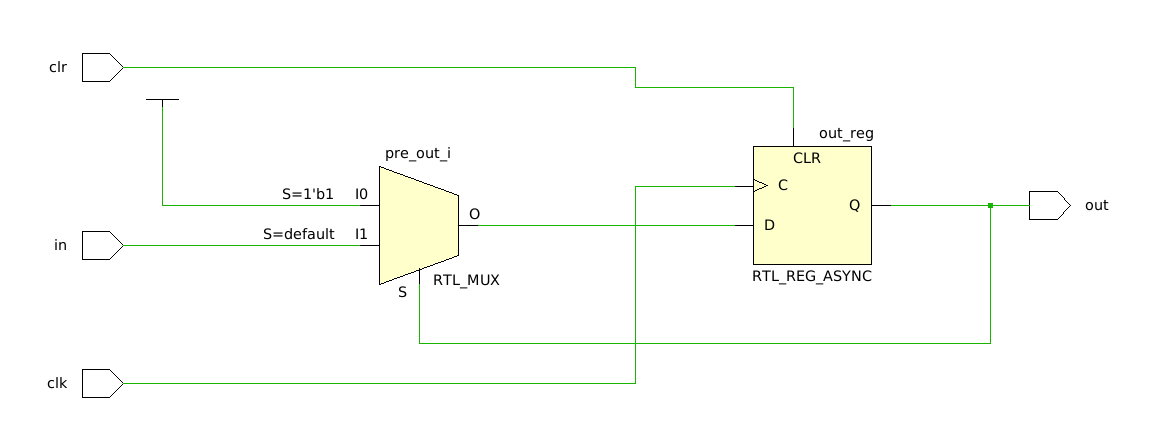 clr
out_reg
CLR
pre_out_i
S=1'b1 I0
C
Q
out
O
D
S=default I1
in
RTL_REG_ASYNC
RTL_MUX
S
clk